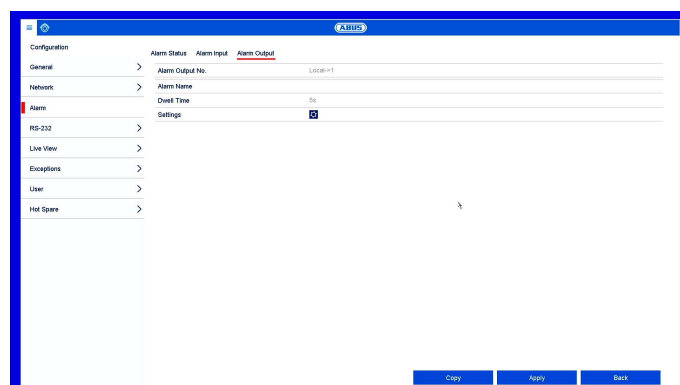 ABUS
Configuration
Alarm Status Alarm Input Alarm Output
General
Alarm Output No. Local->1
Network
Alarm Name
Dwell Time 5s
Alarm
Settings
RS-232
Live View
Exceptions
User
Hot Spare
Copy Apply Back